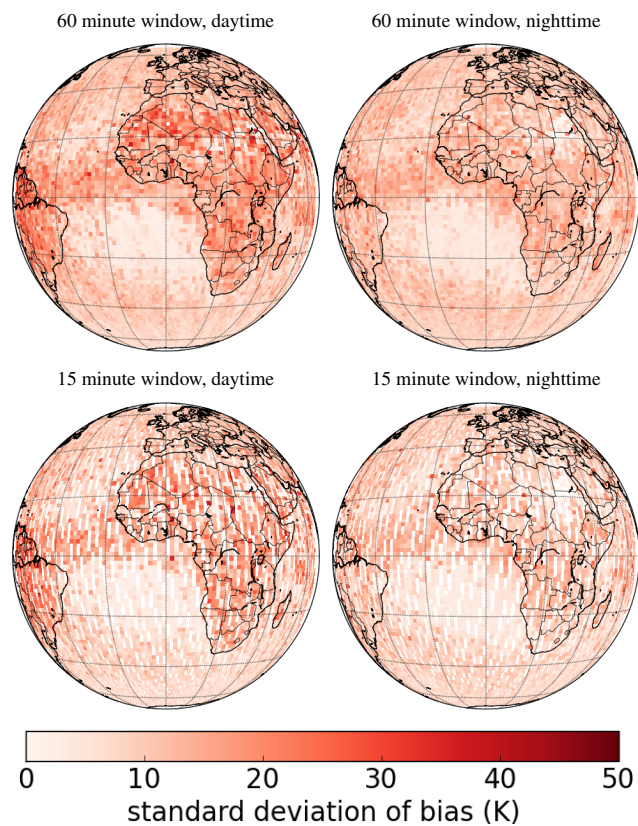 60 minute window, daytime
60 minute window, nighttime
15 minute window, daytime
15 minute window, nighttime
0 10 20 30 40 50
standard deviation of bias (K)